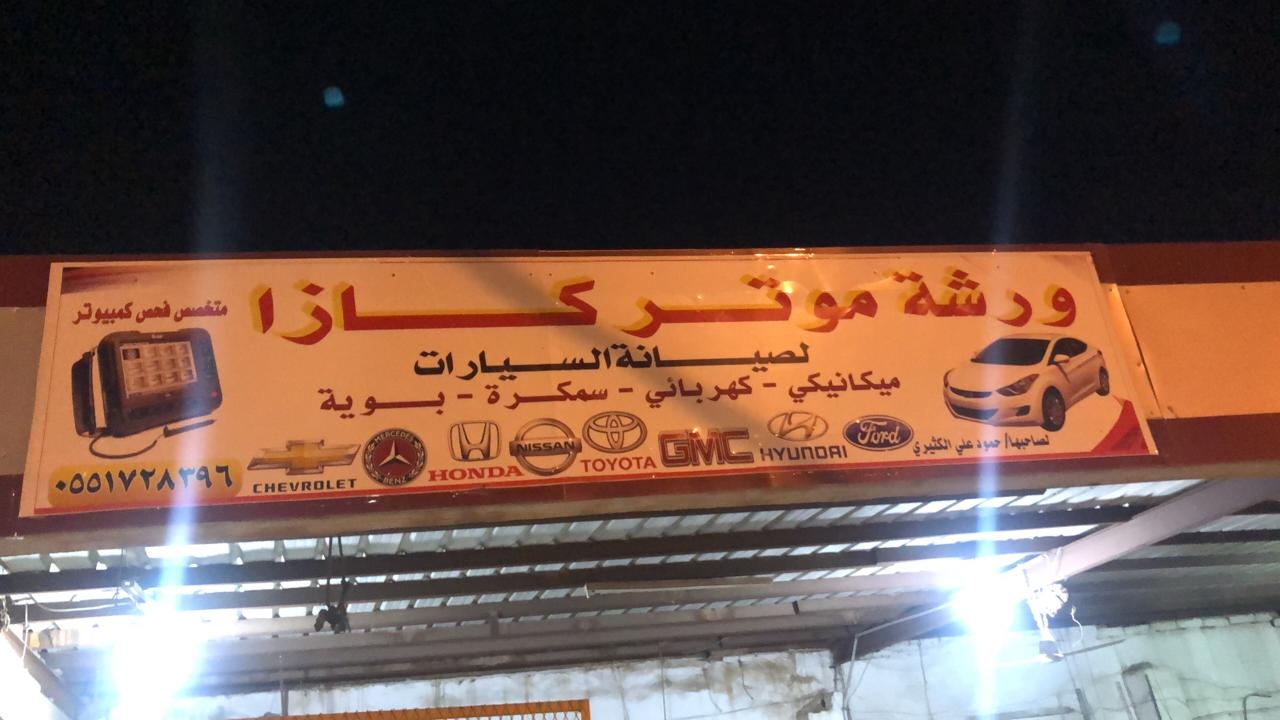 ورشة موتر كازا
لصيانة السيارات
ميكانيكي - كهربائي - سمكرة - بوية
متخصص فحص كمبيوتر
٠٥٥١٧٢٨٣٩٦
CHEVROLET
MERCEDES BENZ
HONDA
NISSAN
TOYOTA
GMC
HYUNDAI
Ford
لصاحبها/ حمود علي الكثيري